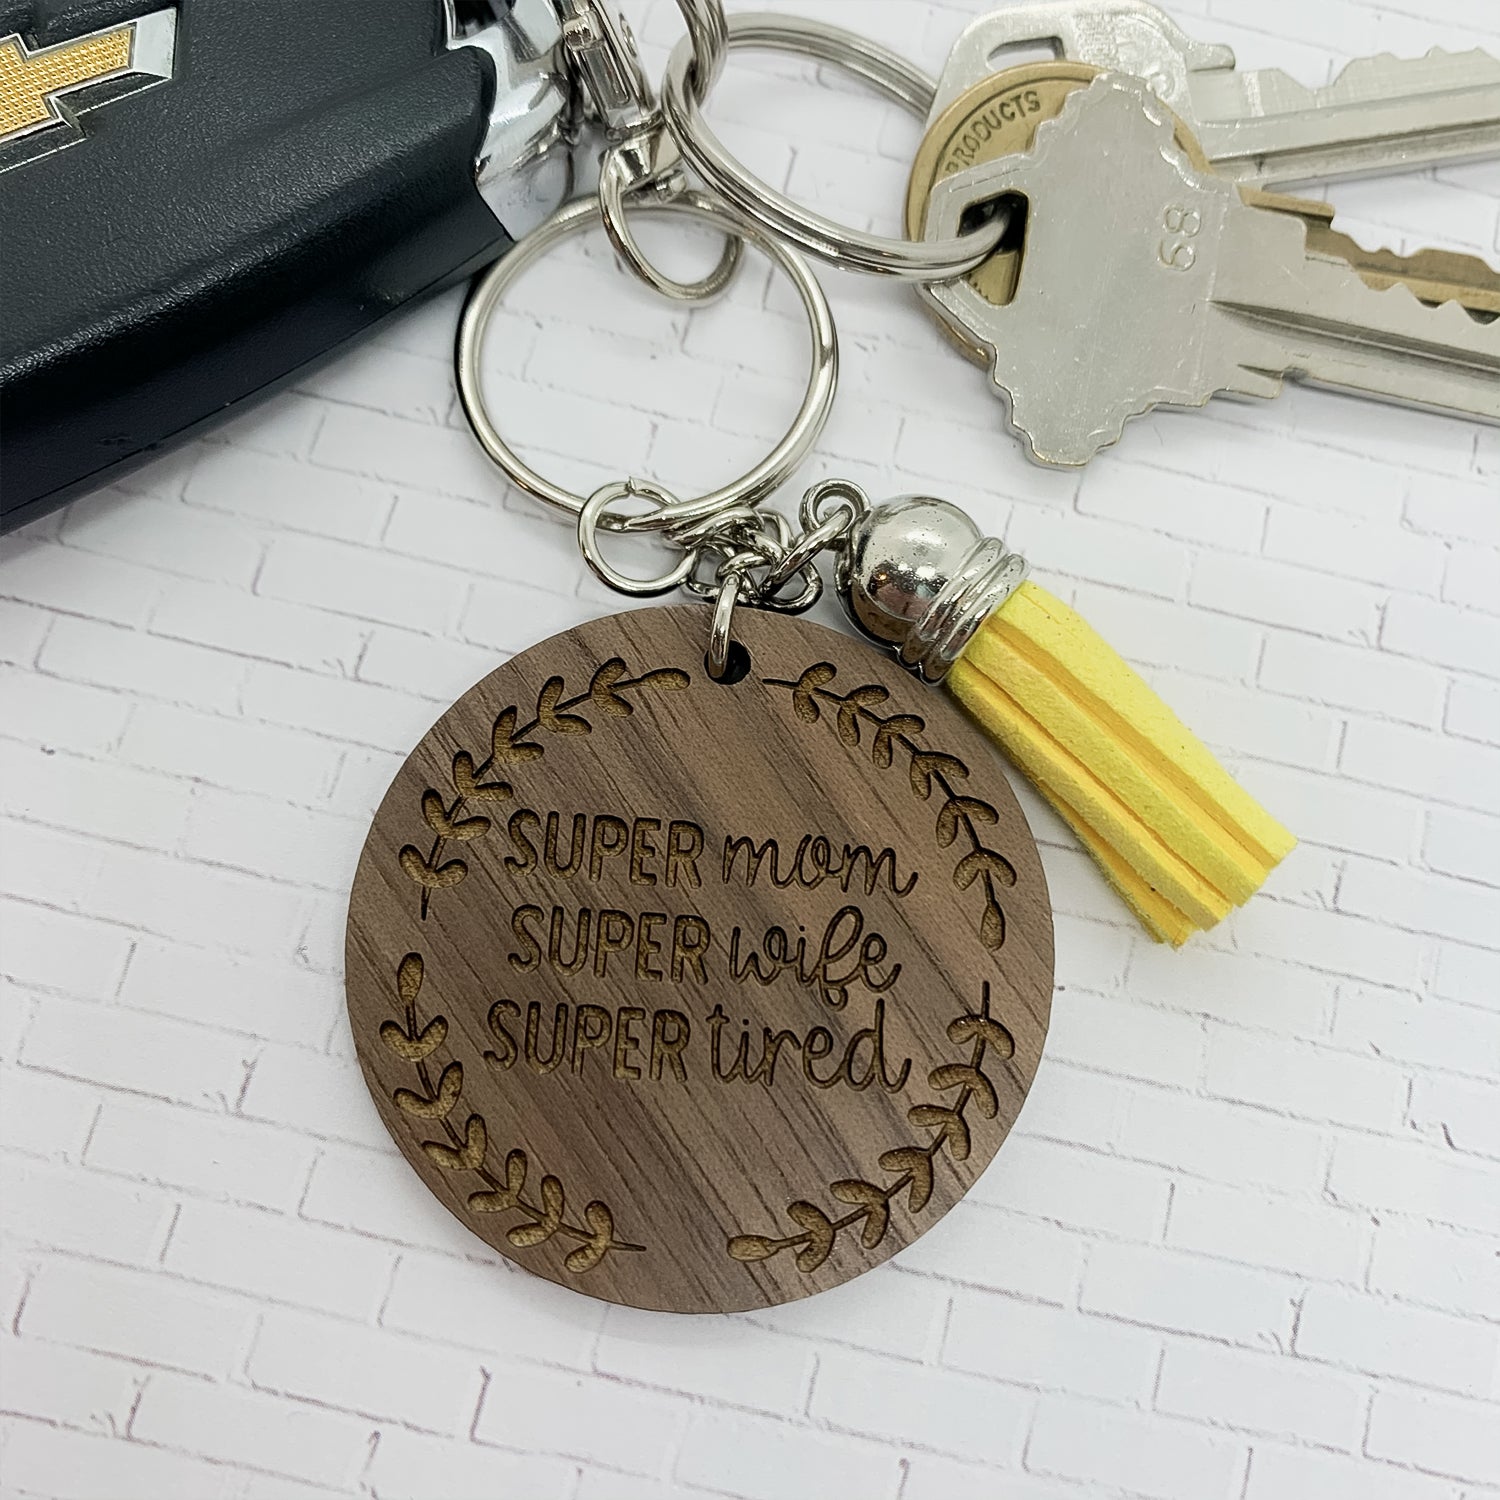 PRODUCTS
68
SUPER mom
SUPER wife
SUPER tired